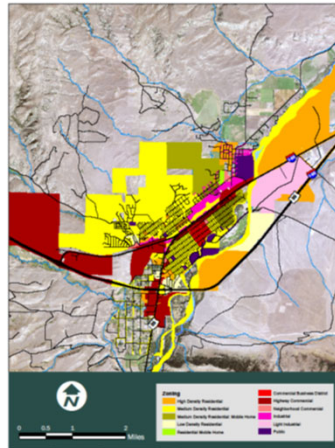 N
0 0.5 1 2
Miles
Zoning
High Density Residential
Medium Density Residential
Medium Density Residential Mobile Home
Low Density Residential
Residential Mobile Home
Commercial Business District
Highway Commercial
Neighborhood Commercial
Industrial
Light Industrial
Public